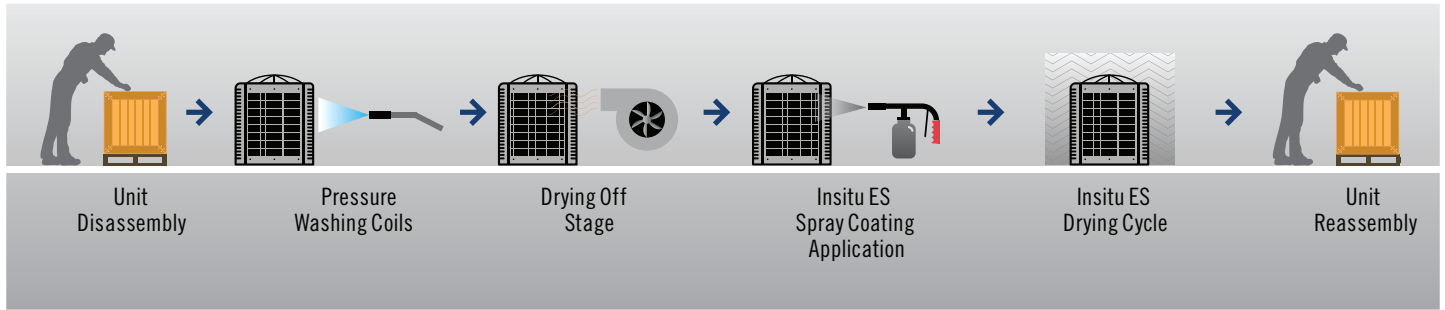 Unit
Disassembly
Pressure
Washing Coils
Drying Off
Stage
Insitu ES
Spray Coating
Application
Insitu ES
Drying Cycle
Unit
Reassembly